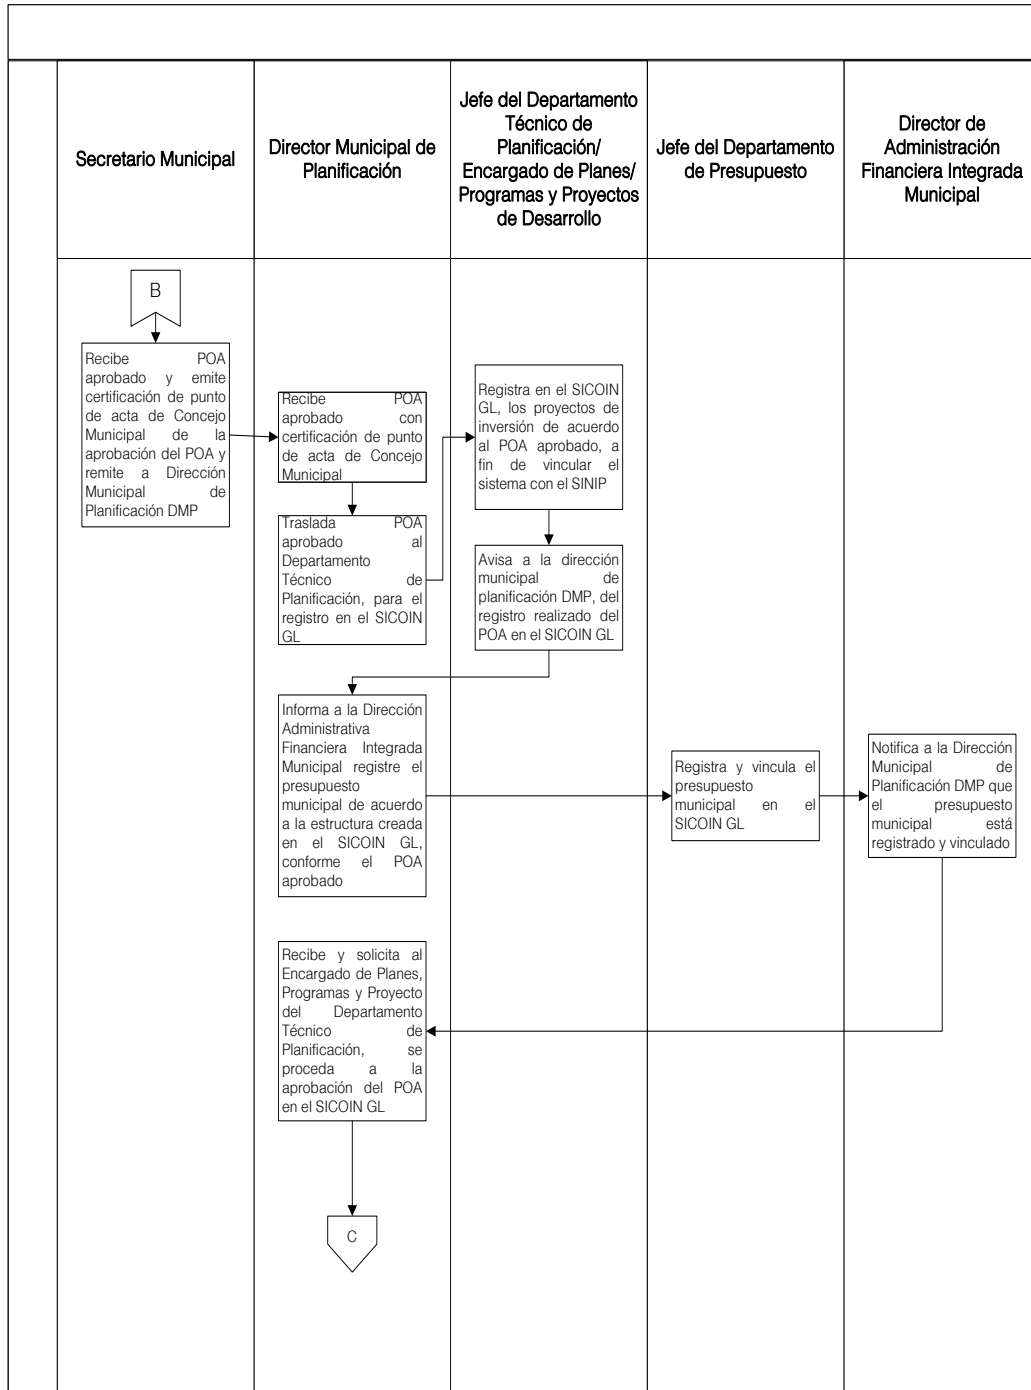 Secretario Municipal
Director Municipal de
Planificación
Jefe del Departamento
Técnico de
Planificación/
Encargado de Planes/
Programas y Proyectos
de Desarrollo
Jefe del Departamento
de Presupuesto
Director de
Administración
Financiera Integrada
Municipal
B
Recibe POA
aprobado y emite
certificación de punto
de acta de Concejo
Municipal de la
aprobación del POA y
remite a Dirección
Municipal de
Planificación DMP
Recibe POA
aprobado con
certificación de punto
de acta de Concejo
Municipal
Traslada POA
aprobado al
Departamento
Técnico de
Planificación, para el
registro en el SICOIN
GL
Registra en el SICOIN
GL, los proyectos de
inversión de acuerdo
al POA aprobado, a
fin de vincular el
sistema con el SINIP
Avisa a la dirección
municipal de
planificación DMP, del
registro realizado del
POA en el SICOIN GL
Informa a la Dirección
Administrativa
Financiera Integrada
Municipal registre el
presupuesto
municipal de acuerdo
a la estructura creada
en el SICOIN GL,
conforme el POA
aprobado
Registra y vincula el
presupuesto
municipal en el
SICOIN GL
Notifica a la Dirección
Municipal de
Planificación DMP que
el presupuesto
municipal está
registrado y vinculado
Recibe y solicita al
Encargado de Planes,
Programas y Proyecto
del Departamento
Técnico de
Planificación, se
proceda a la
aprobación del POA
en el SICOIN GL
C